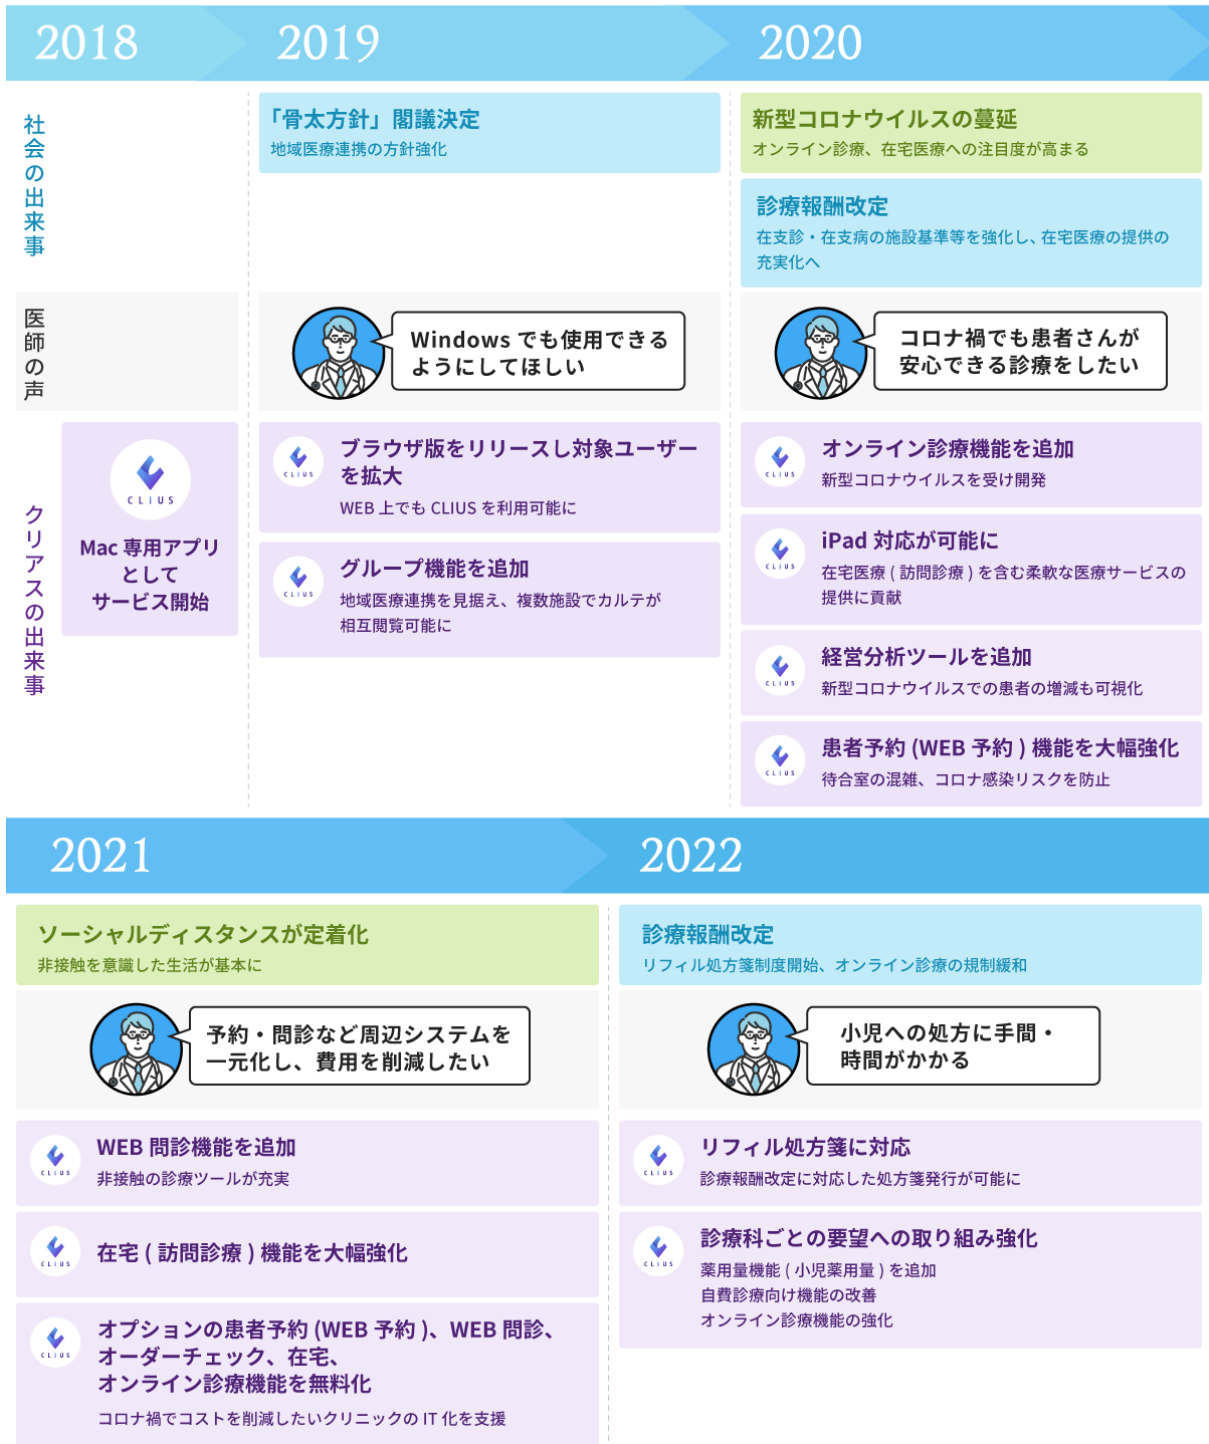 2018
2019
2020
社会の出来事
「骨太方針」閣議決定
地域医療連携の方針強化
新型コロナウイルスの蔓延
オンライン診療、在宅医療への注目度が高まる
診療報酬改定
在支診・在支病の施設基準等を強化し、在宅医療の提供の
充実化へ
医師の声
Windows でも使用できる
ようにしてほしい
コロナ禍でも患者さんが
安心できる診療をしたい
クリアスの出来事
CLIUS
Mac 専用アプリ
として
サービス開始
CLIUS
ブラウザ版をリリースし対象ユーザー
を拡大
WEB 上でも CLIUS を利用可能に
CLIUS
グループ機能を追加
地域医療連携を見据え、複数施設でカルテが
相互閲覧可能に
CLIUS
オンライン診療機能を追加
新型コロナウイルスを受け開発
CLIUS
iPad 対応が可能に
在宅医療 ( 訪問診療 ) を含む柔軟な医療サービスの
提供に貢献
CLIUS
経営分析ツールを追加
新型コロナウイルスでの患者の増減も可視化
CLIUS
患者予約 (WEB 予約 ) 機能を大幅強化
待合室の混雑、コロナ感染リスクを防止
2021
2022
ソーシャルディスタンスが定着化
非接触を意識した生活が基本に
予約・問診など周辺システムを
一元化し、費用を削減したい
CLIUS
WEB 問診機能を追加
非接触の診療ツールが充実
CLIUS
在宅 ( 訪問診療 ) 機能を大幅強化
CLIUS
オプションの患者予約 (WEB 予約 )、WEB 問診、
オーダーチェック、在宅、
オンライン診療機能を無料化
コロナ禍でコストを削減したいクリニックの IT 化を支援
診療報酬改定
リフィル処方箋制度開始、オンライン診療の規制緩和
小児への処方に手間・
時間がかかる
CLIUS
リフィル処方箋に対応
診療報酬改定に対応した処方箋発行が可能に
CLIUS
診療科ごとの要望への取り組み強化
薬用量機能 ( 小児薬用量 ) を追加
自費診療向け機能の改善
オンライン診療機能の強化